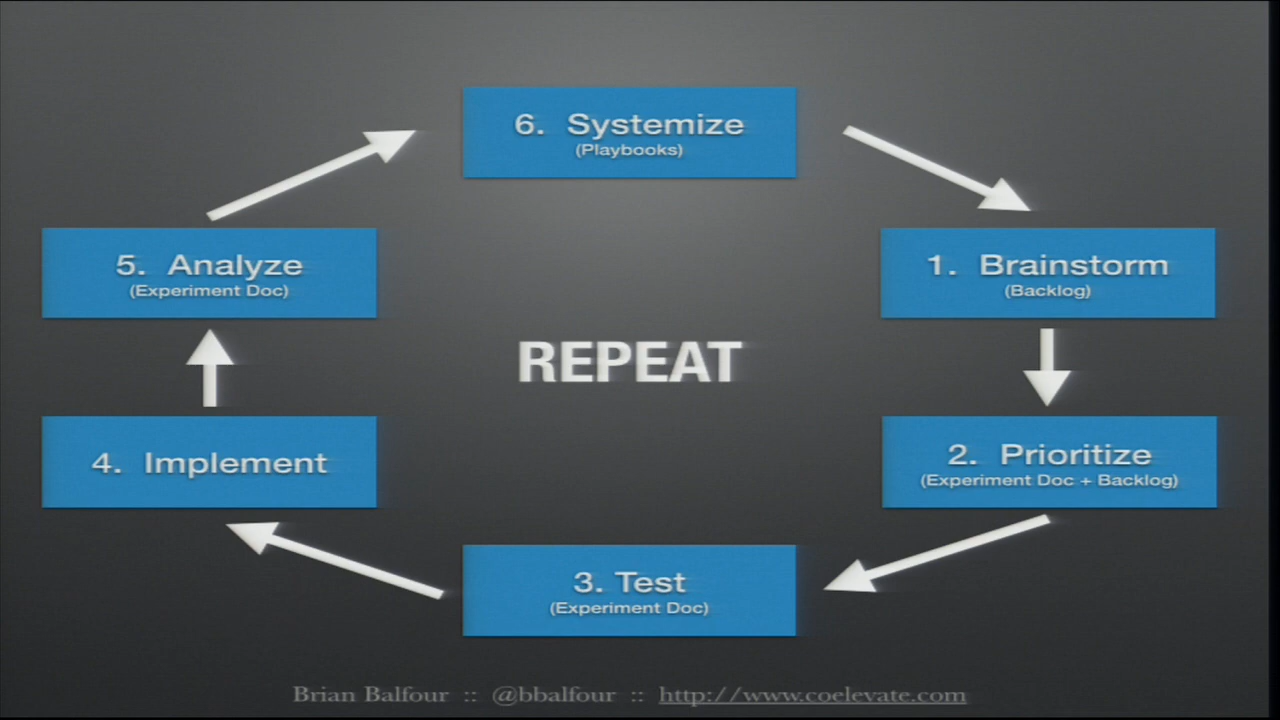 6. Systemize
(Playbooks)
5. Analyze
(Experiment Doc)
1. Brainstorm
(Backlog)
REPEAT
4. Implement
2. Prioritize
(Experiment Doc + Backlog)
3. Test
(Experiment Doc)
Brian Balfour :: @bbalfour :: http://www.coelevate.com